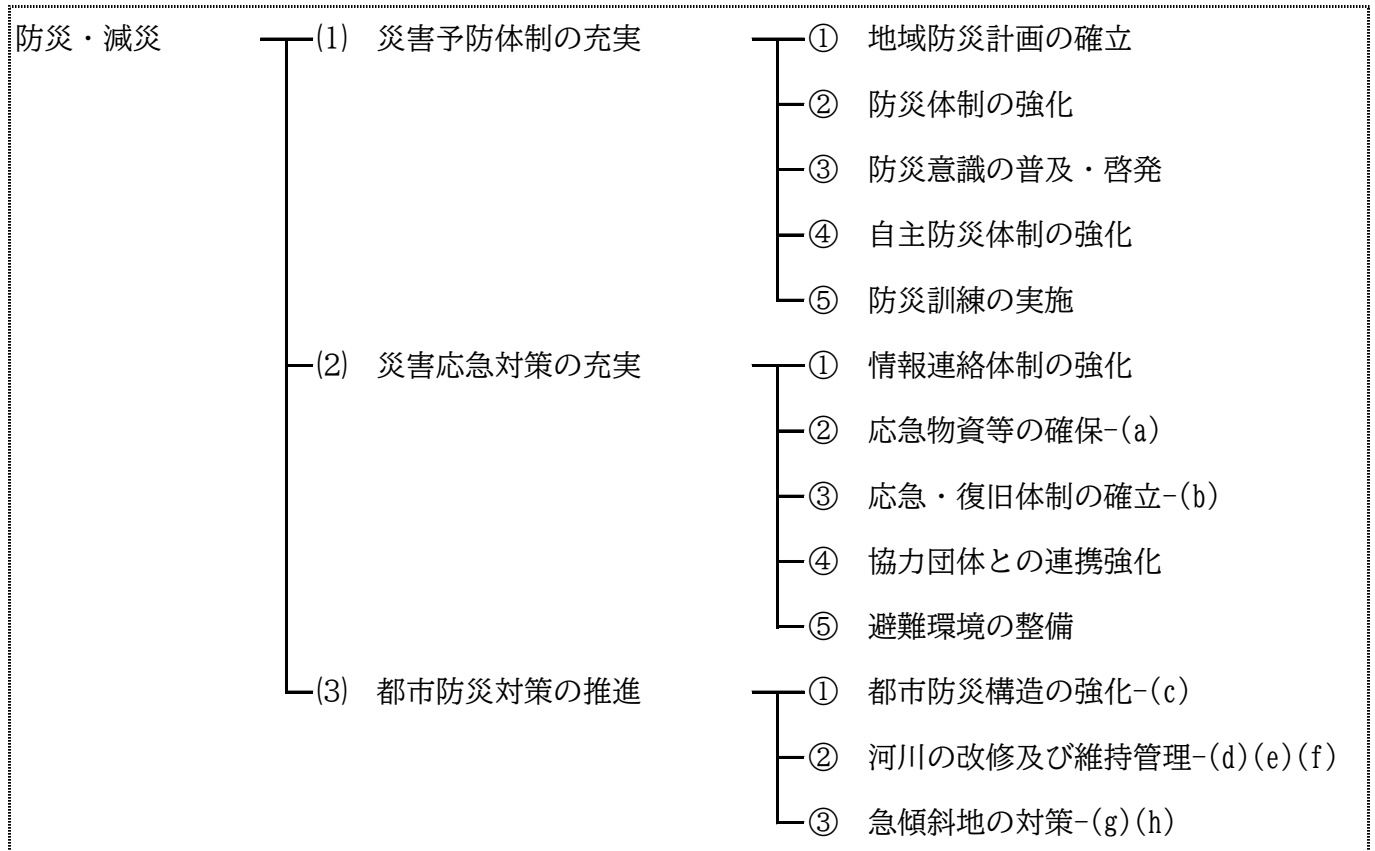 防災・減災 ⑴ 災害予防体制の充実 ① 地域防災計画の確立
② 防災体制の強化
③ 防災意識の普及・啓発
④ 自主防災体制の強化
⑤ 防災訓練の実施
⑵ 災害応急対策の充実 ① 情報連絡体制の強化
② 応急物資等の確保-(a)
③ 応急・復旧体制の確立-(b)
④ 協力団体との連携強化
⑤ 避難環境の整備
⑶ 都市防災対策の推進 ① 都市防災構造の強化-(c)
② 河川の改修及び維持管理-(d)(e)(f)
③ 急傾斜地の対策-(g)(h)